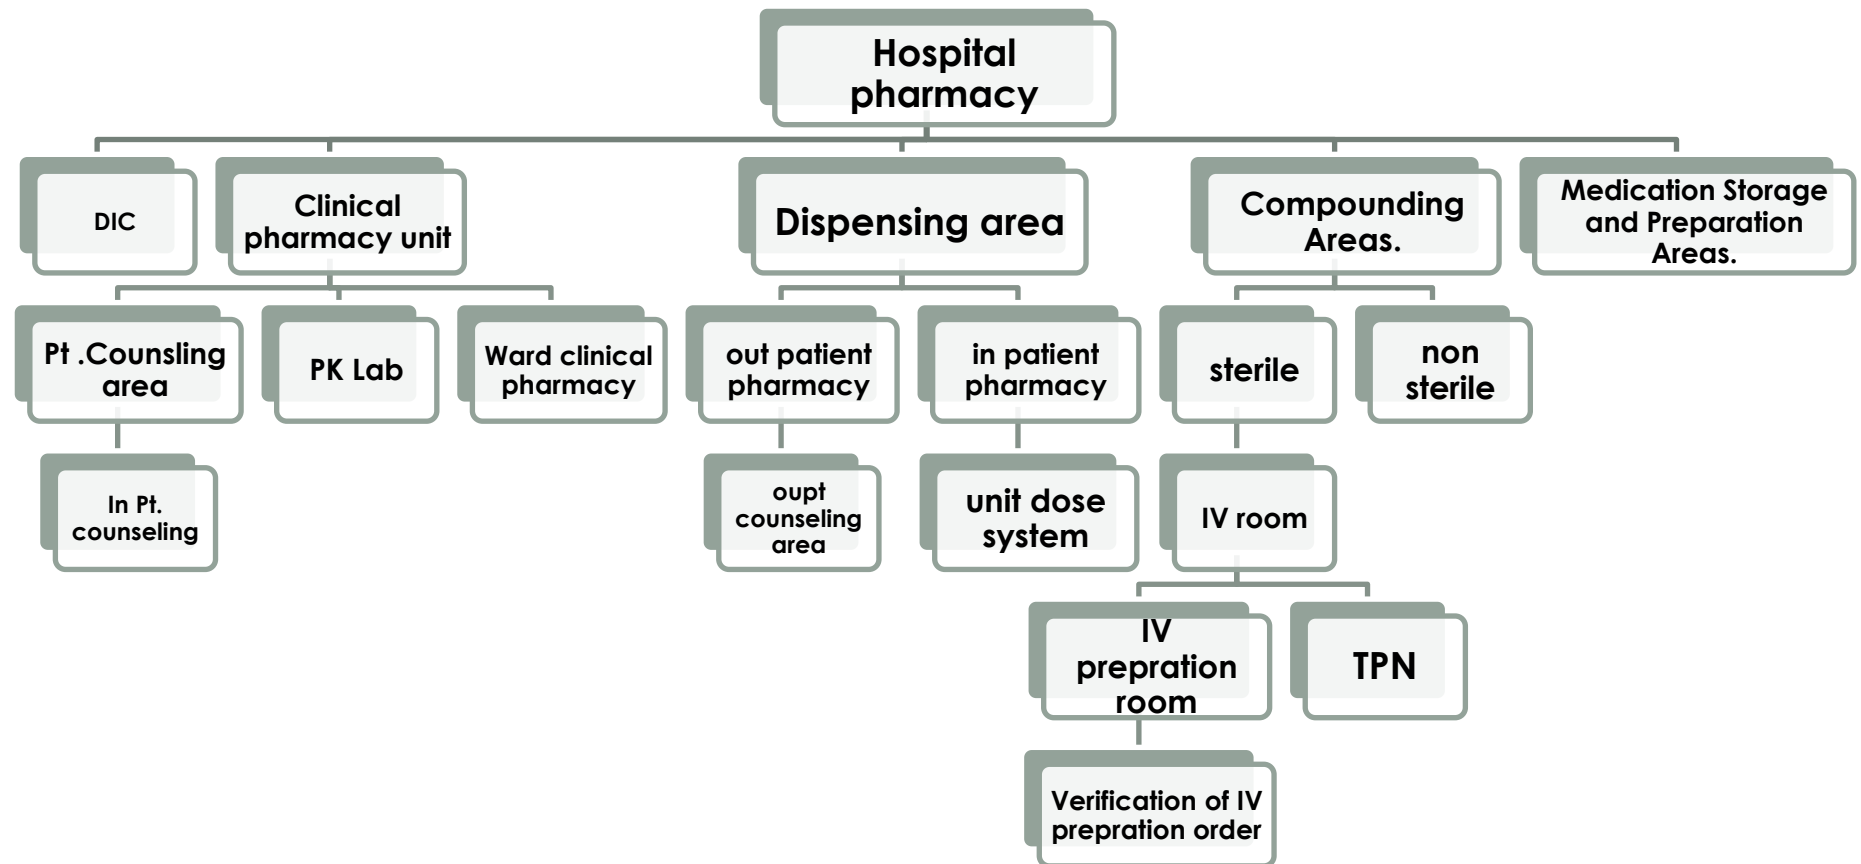 Hospital
pharmacy
DIC
Clinical
pharmacy unit
Dispensing area
Compounding
Areas.
Medication Storage
and Preparation
Areas.
Pt .Counsling
area
PK Lab
Ward clinical
pharmacy
out patient
pharmacy
in patient
pharmacy
sterile
non
sterile
In Pt.
counseling
oupt
counseling
area
unit dose
system
IV room
IV
prepration
room
TPN
Verification of IV
prepration order